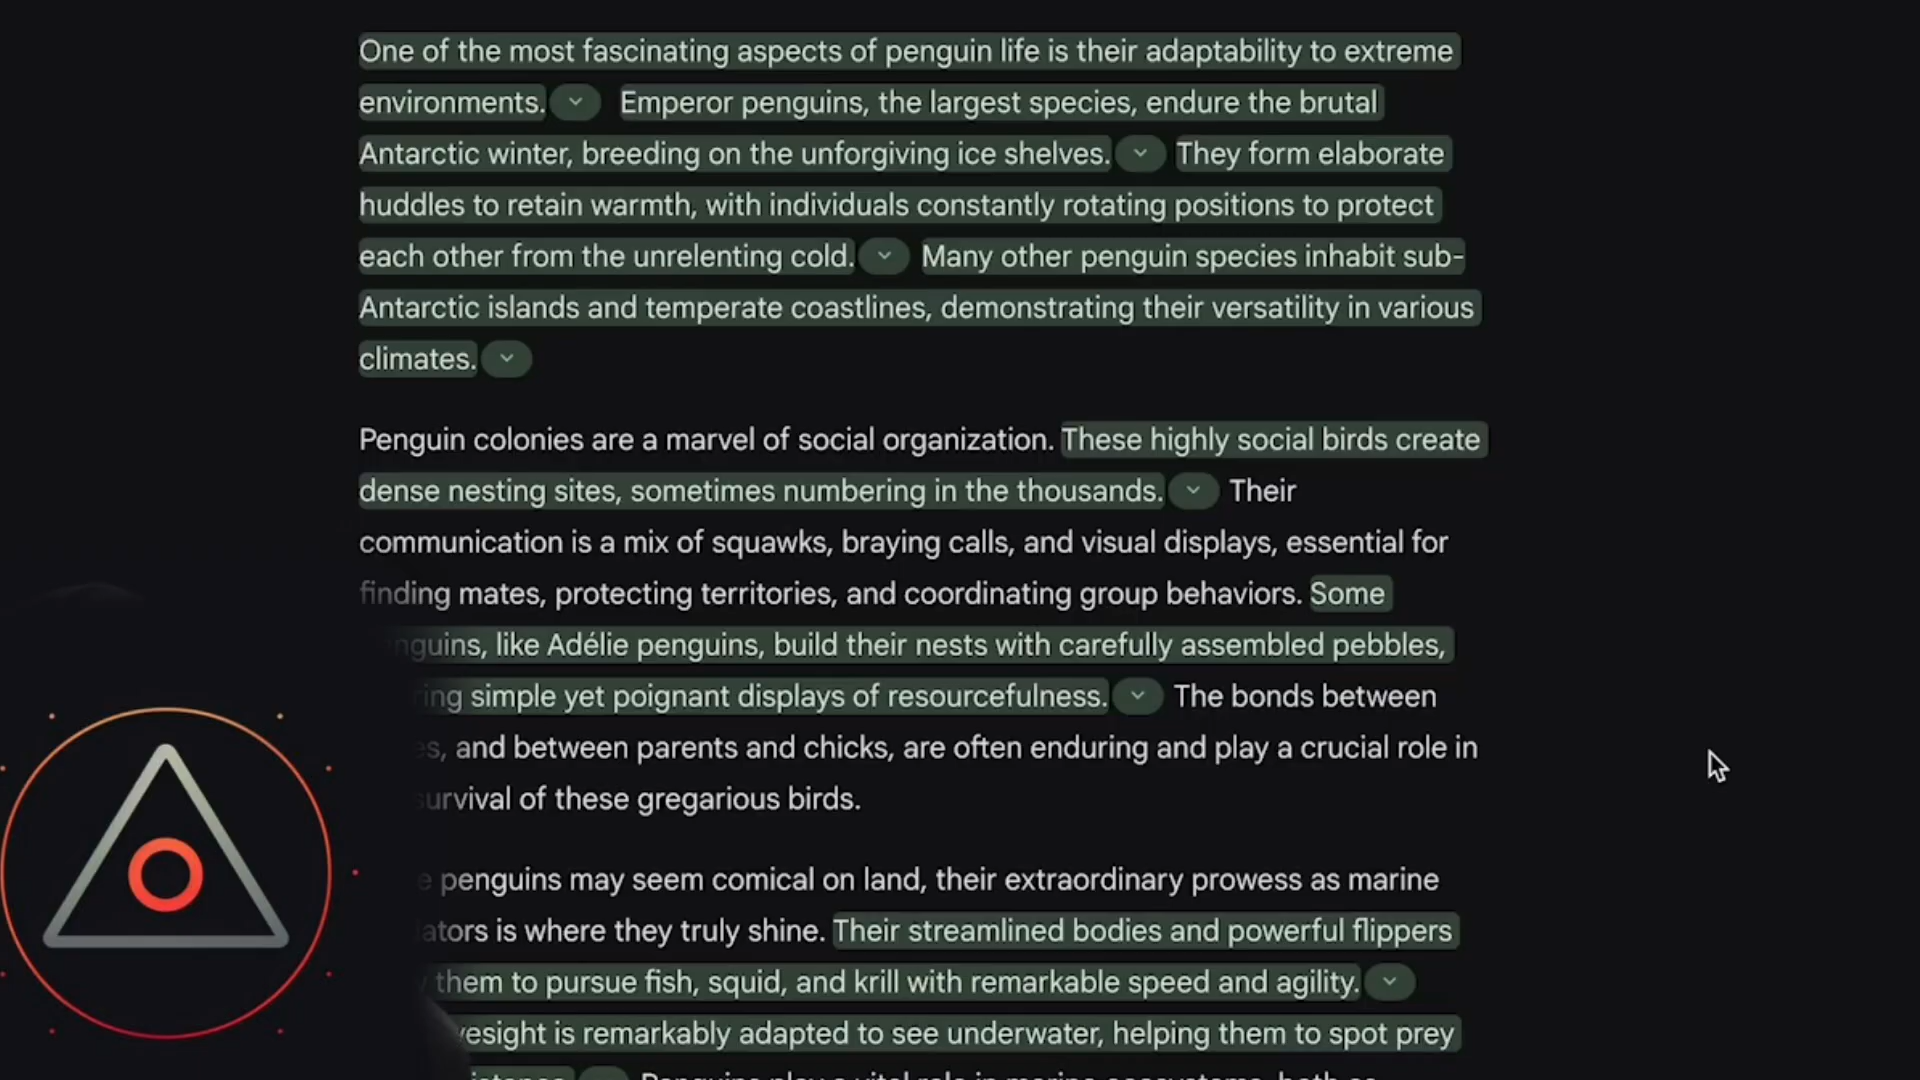 One of the most fascinating aspects of penguin life is their adaptability to extreme
environments. Emperor penguins, the largest species, endure the brutal
Antarctic winter, breeding on the unforgiving ice shelves. They form elaborate
huddles to retain warmth, with individuals constantly rotating positions to protect
each other from the unrelenting cold. Many other penguin species inhabit sub-
Antarctic islands and temperate coastlines, demonstrating their versatility in various
climates.
Penguin colonies are a marvel of social organization. These highly social birds create
dense nesting sites, sometimes numbering in the thousands. Their
communication is a mix of squawks, braying calls, and visual displays, essential for
finding mates, protecting territories, and coordinating group behaviors. Some
nguins, like Adélie penguins, build their nests with carefully assembled pebbles,
ring simple yet poignant displays of resourcefulness. The bonds between
es, and between parents and chicks, are often enduring and play a crucial role in
survival of these gregarious birds.
penguins may seem comical on land, their extraordinary prowess as marine
ators is where they truly shine. Their streamlined bodies and powerful flippers
them to pursue fish, squid, and krill with remarkable speed and agility.
yesight is remarkably adapted to see underwater, helping them to spot prey